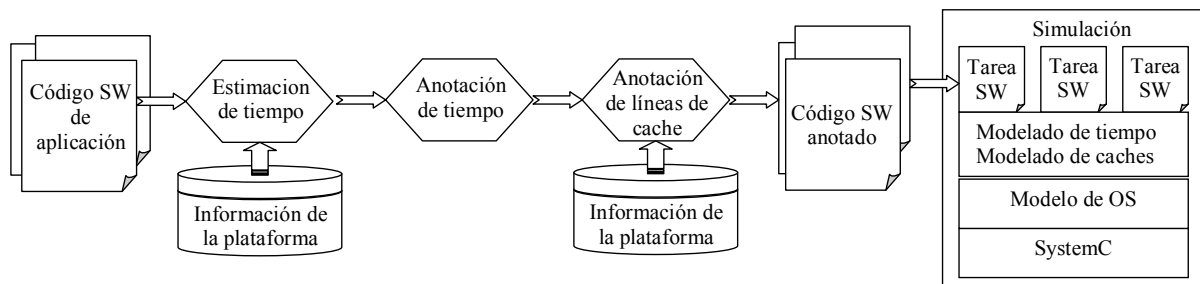 Código SW
de
aplicación
Estimacion
de tiempo
Información de
la plataforma
Anotación
de tiempo
Anotación
de líneas de
cache
Información de
la plataforma
Código SW
anotado
Simulación
Tarea
SW
Tarea
SW
Tarea
SW
Modelado de tiempo
Modelado de caches
Modelo de OS
SystemC